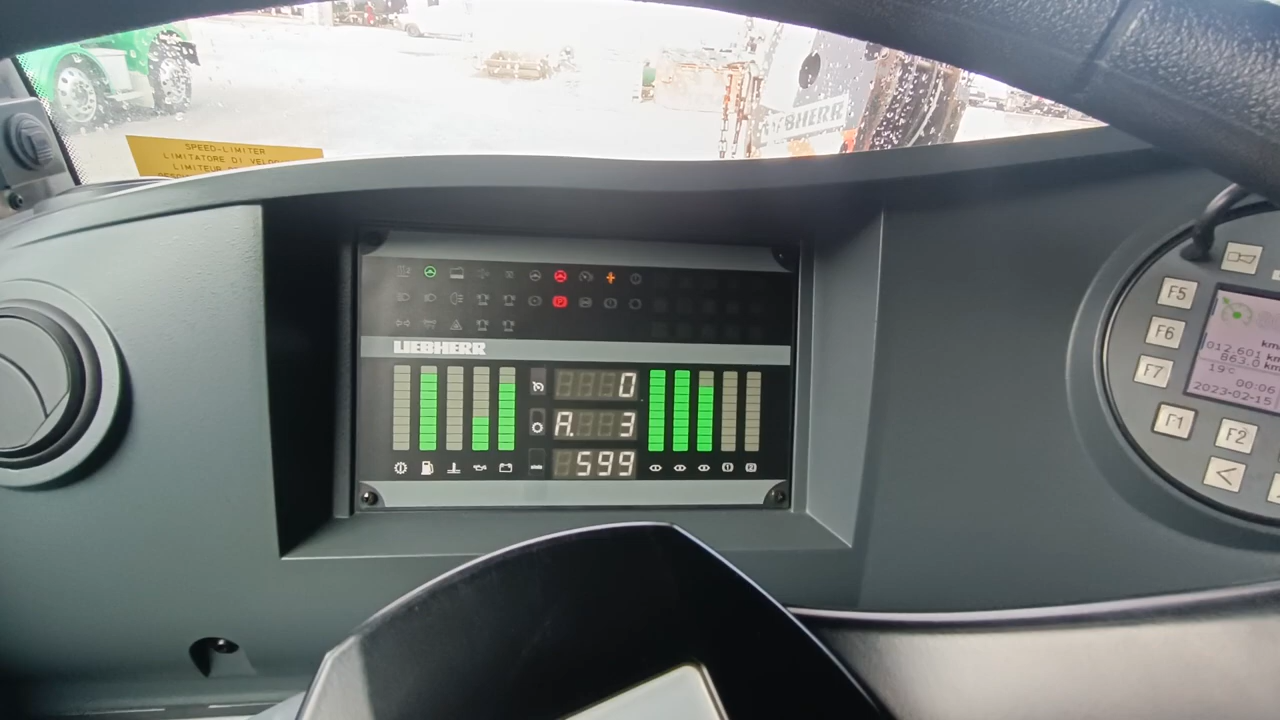 SPEED-LIMITER
LIMITATORE DI VELOC
LIMITEUR
LIEBHERR
LIEBHERR
0
A. 3
599
F5
F6
F7
F1
F2
km
012.601 km
863.0 km
19°C
00:06
2023-02-15